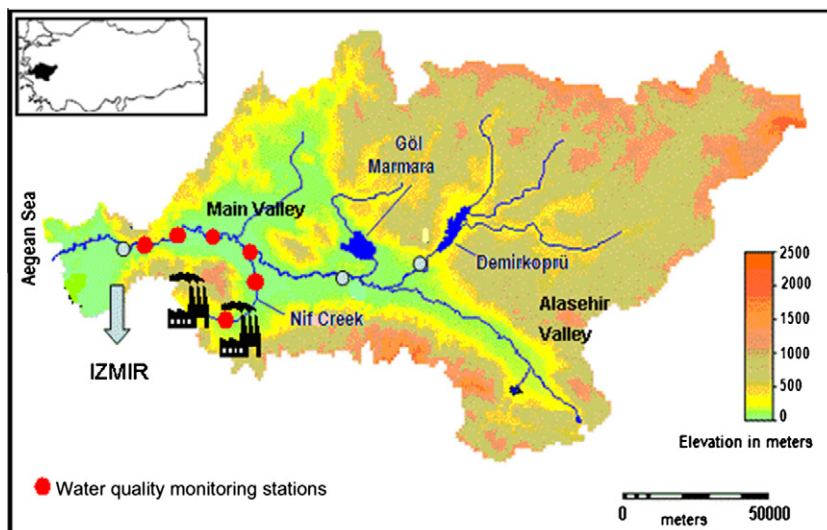 Göl
Marmara
Main Valley
Aegean Sea
Demirkoprü
Alasehir
Valley
Nif Creek
IZMIR
2500
2000
1500
1000
500
0
Elevation in meters
Water quality monitoring stations
0 50000
meters